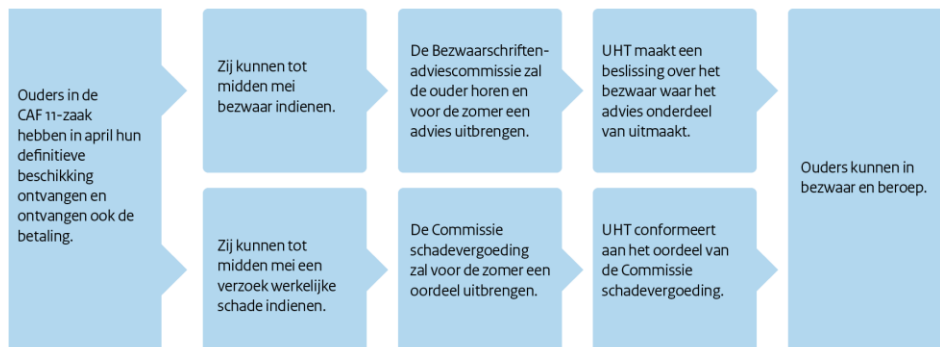 Ouders in de
CAF 11-zaak
hebben in april hun
definitieve
beschikking
ontvangen en
ontvangen ook de
betaling.
Zij kunnen tot
midden mei
bezwaar indienen.
De Bezwaarschriften-
adviescommissie zal
de ouder horen en
voor de zomer een
advies uitbrengen.
UHT maakt een
beslissing over het
bezwaar waar het
advies onderdeel
van uitmaakt.
Zij kunnen tot
midden mei een
verzoek werkelijke
schade indienen.
De Commissie
schadevergoeding
zal voor de zomer een
oordeel uitbrengen.
UHT conformeert
aan het oordeel van
de Commissie
schadevergoeding.
Ouders kunnen in
bezwaar en beroep.